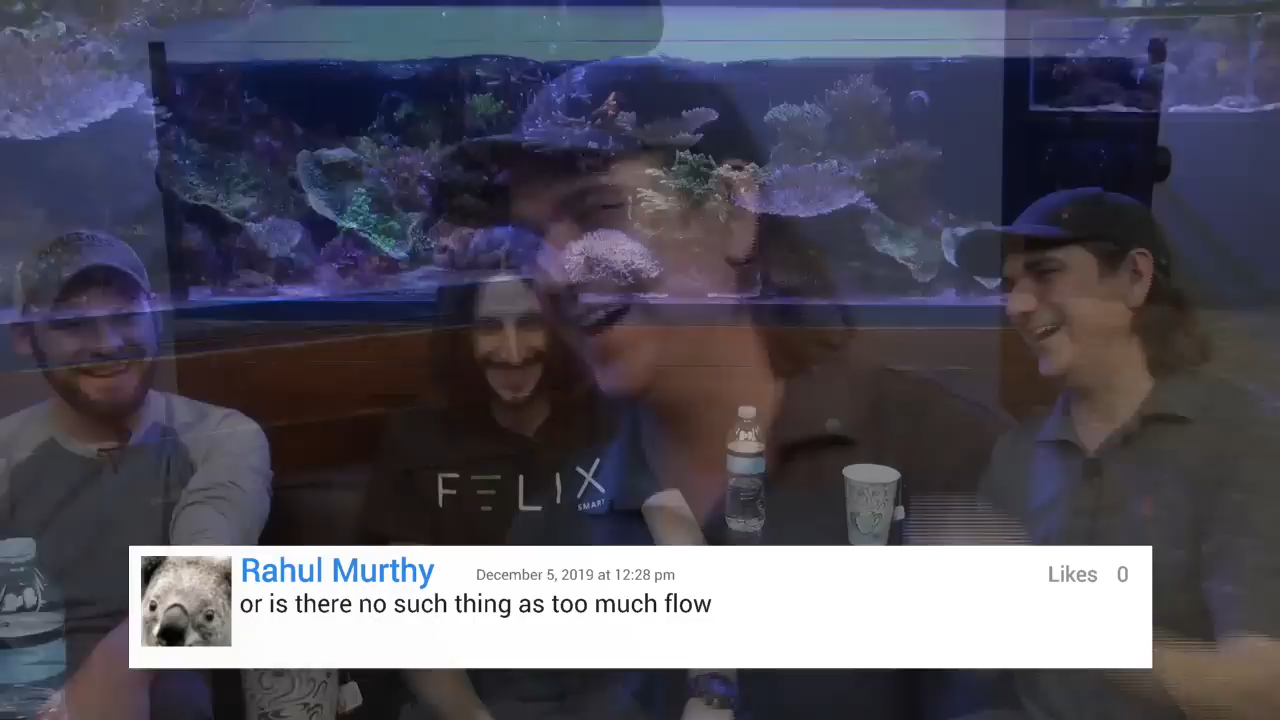 FELIX
SMART
Rahul Murthy December 5, 2019 at 12:28 pm Likes 0
or is there no such thing as too much flow